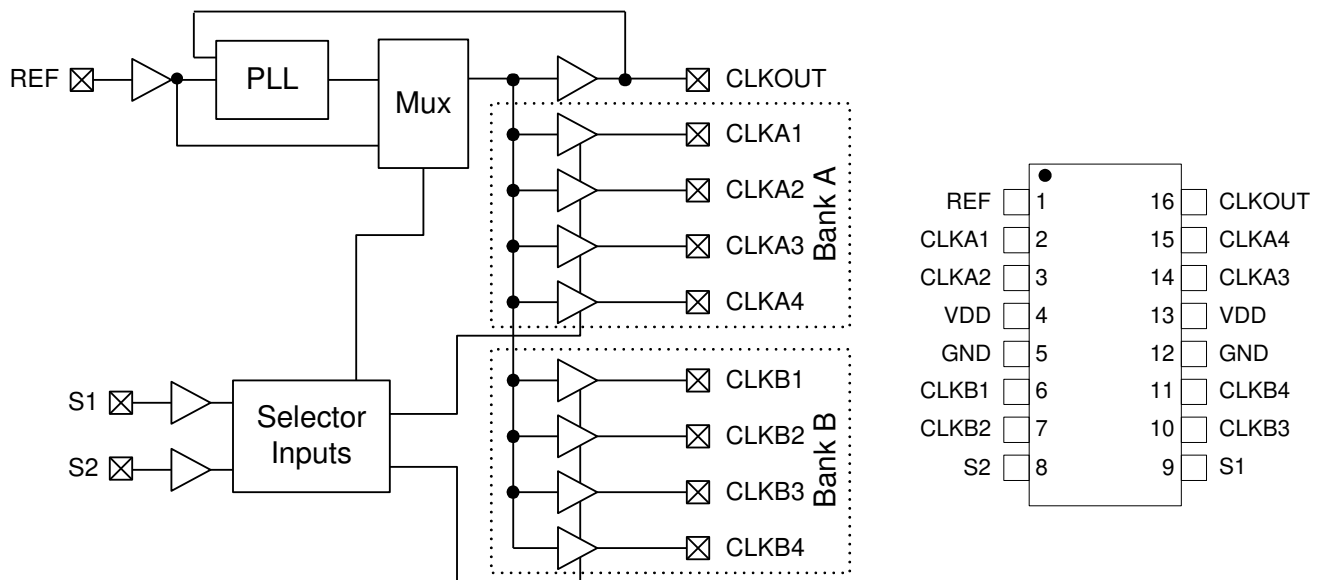 REF
PLL
Mux
CLKOUT
CLKA1
CLKA2
CLKA3
CLKA4
Bank A
S1
S2
Selector
Inputs
CLKB1
CLKB2
CLKB3
CLKB4
Bank B
REF 1 16 CLKOUT
CLKA1 2 15 CLKA4
CLKA2 3 14 CLKA3
VDD 4 13 VDD
GND 5 12 GND
CLKB1 6 11 CLKB4
CLKB2 7 10 CLKB3
S2 8 9 S1